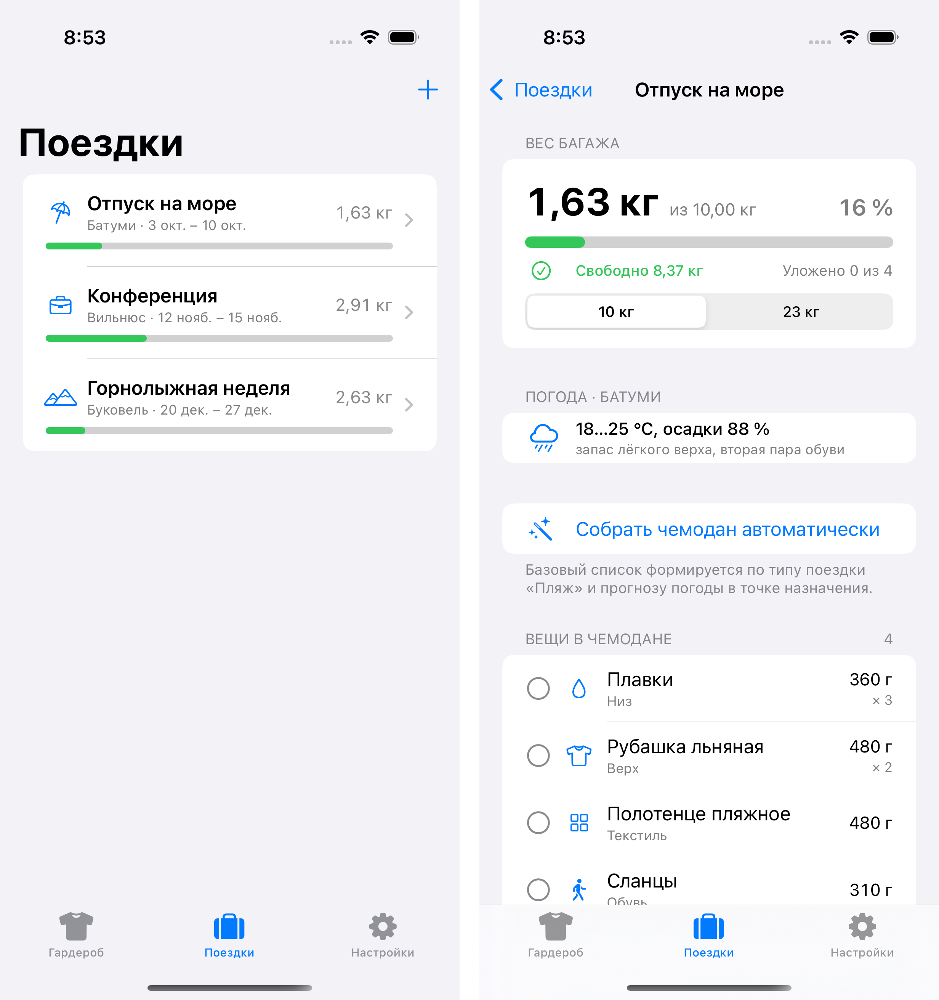 8:53
Поездки
Отпуск на море
1,63 кг
Батуми · 3 окт. – 10 окт.
Конференция
2,91 кг
Вильнюс · 12 нояб. – 15 нояб.
Горнолыжная неделя
2,63 кг
Буковель · 20 дек. – 27 дек.
Гардероб
Поездки
Настройки
8:53
Поездки
Отпуск на море
ВЕС БАГАЖА
1,63 кг из 10,00 кг
16 %
Свободно 8,37 кг
Уложено 0 из 4
10 кг
23 кг
ПОГОДА · БАТУМИ
18…25 °C, осадки 88 %
запас лёгкого верха, вторая пара обуви
Собрать чемодан автоматически
Базовый список формируется по типу поездки
«Пляж» и прогнозу погоды в точке назначения.
ВЕЩИ В ЧЕМОДАНЕ
4
Плавки
360 г
Низ
× 3
Рубашка льняная
480 г
Верх
× 2
Полотенце пляжное
480 г
Текстиль
Сланцы
310 г
Обувь
Гардероб
Поездки
Настройки